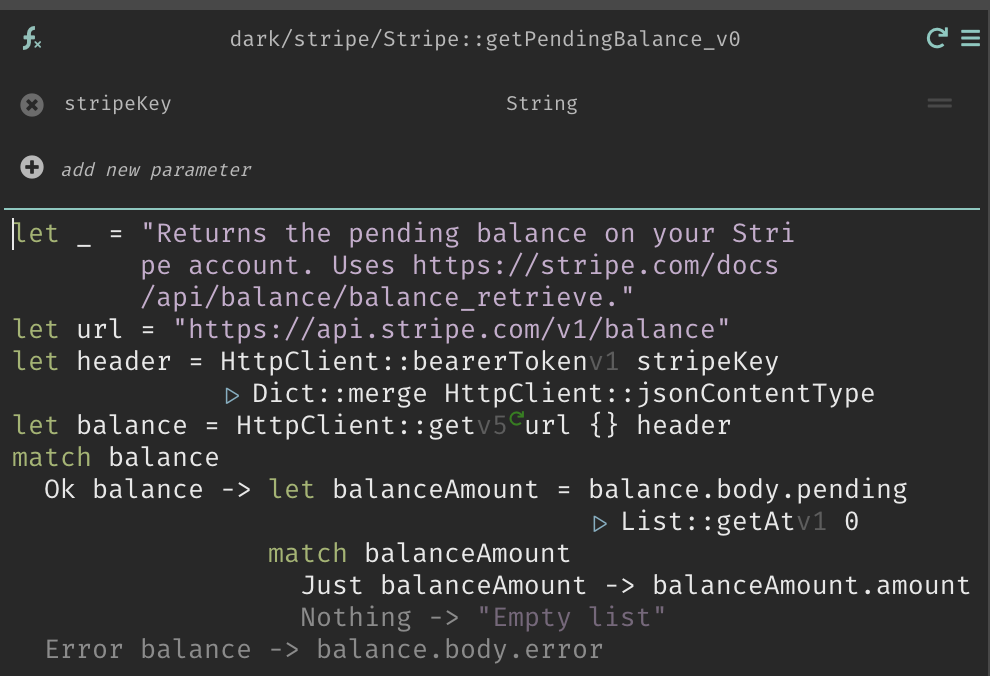 fx dark/stripe/Stripe::getPendingBalance_v0
stripeKey String
add new parameter
let _ = "Returns the pending balance on your Stri
pe account. Uses https://stripe.com/docs
/api/balance/balance_retrieve."
let url = "https://api.stripe.com/v1/balance"
let header = HttpClient::bearerTokenv1 stripeKey
▷ Dict::merge HttpClient::jsonContentType
let balance = HttpClient::getv5 url {} header
match balance
Ok balance -> let balanceAmount = balance.body.pending
▷ List::getAtv1 0
match balanceAmount
Just balanceAmount -> balanceAmount.amount
Nothing -> "Empty list"
Error balance -> balance.body.error